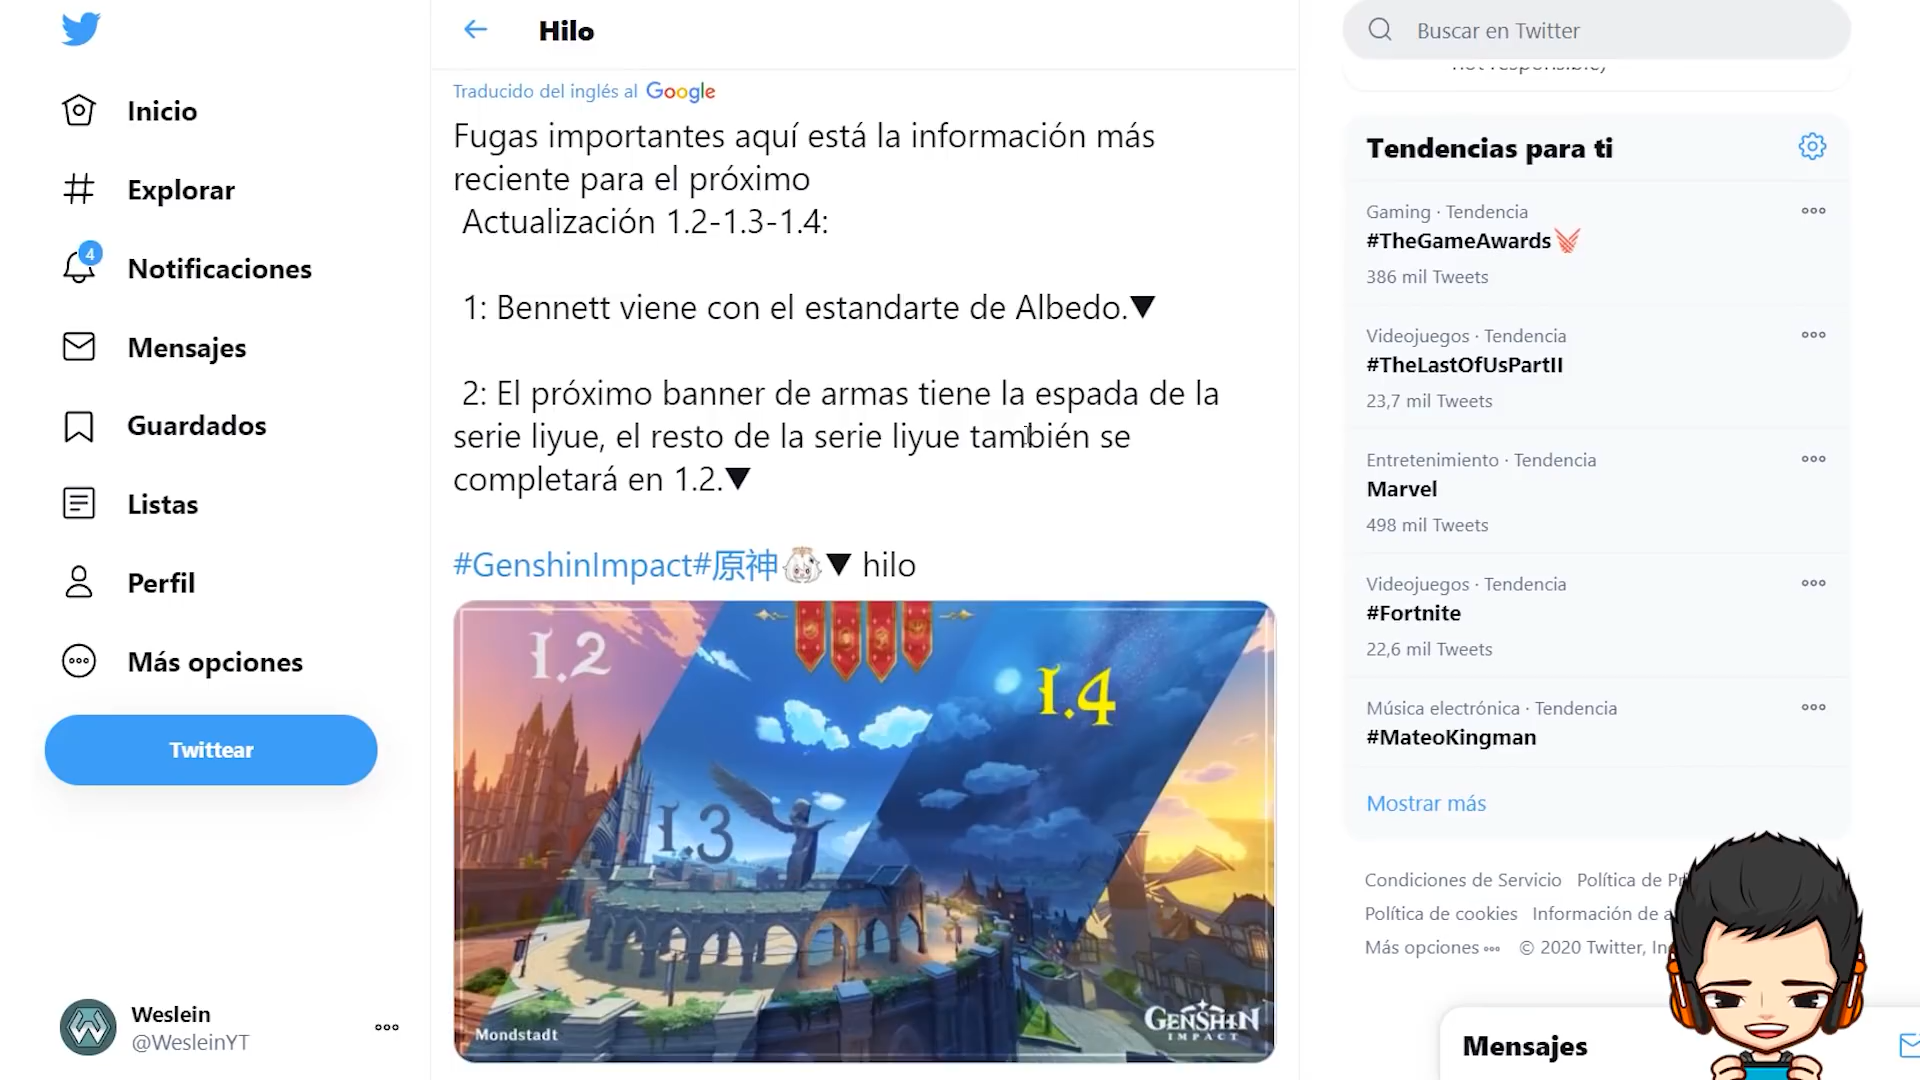 Hilo
Buscar en Twitter
Inicio
Explorar
4
Notificaciones
Mensajes
Guardados
Listas
Perfil
Más opciones
Twittear
Weslein
@WesleinYT
Traducido del inglés al Google
Fugas importantes aquí está la información más
reciente para el próximo
Actualización 1.2-1.3-1.4:
1: Bennett viene con el estandarte de Albedo.▼
2: El próximo banner de armas tiene la espada de la
serie liyue, el resto de la serie liyue también se
completará en 1.2.▼
#GenshinImpact#原神▼ hilo
1.2
1.3
1.4
Mondstadt
GENSHIN
IMPACT
not responsible)
Tendencias para ti
Gaming · Tendencia
#TheGameAwards
386 mil Tweets
Videojuegos · Tendencia
#TheLastOfUsPartII
23,7 mil Tweets
Entretenimiento · Tendencia
Marvel
498 mil Tweets
Videojuegos · Tendencia
#Fortnite
22,6 mil Tweets
Música electrónica · Tendencia
#MateoKingman
Mostrar más
Condiciones de Servicio Política de
Política de cookies Información de
Más opciones © 2020 Twitter,
Mensajes